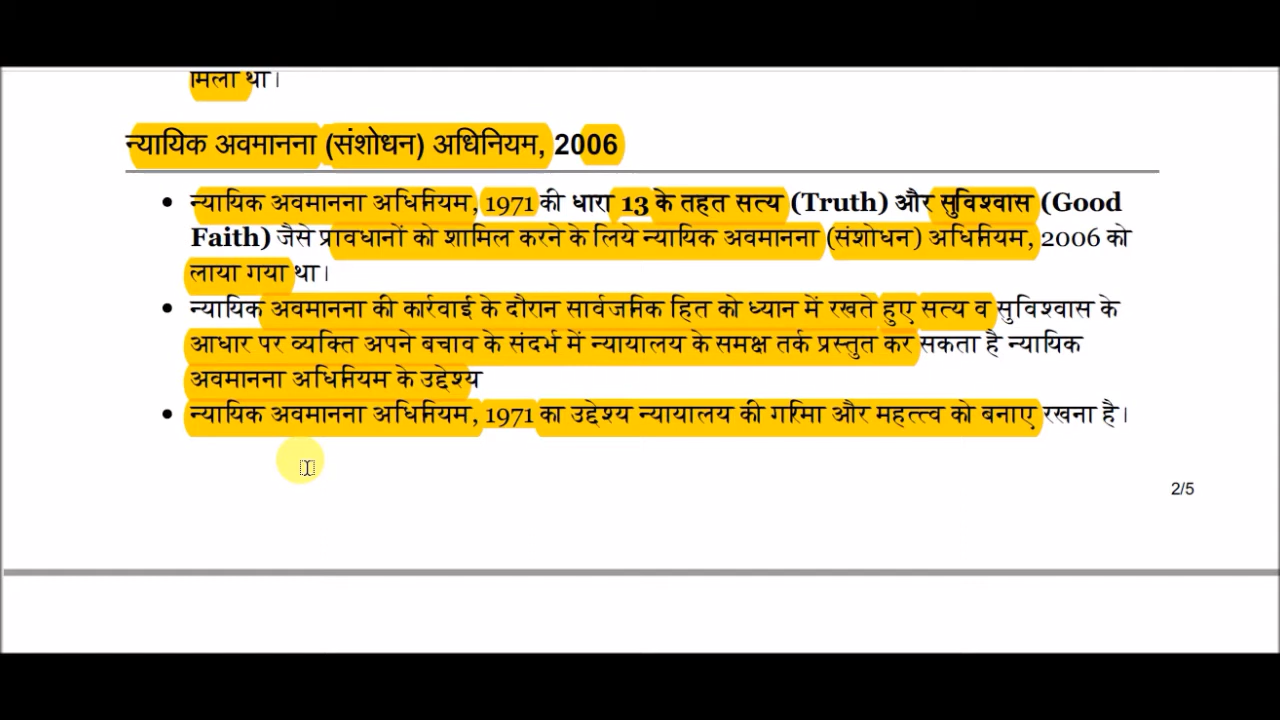 मिला था।
न्यायिक अवमानना (संशोधन) अधिनियम, 2006
• न्यायिक अवमानना अधिनियम, 1971 की धारा 13 के तहत सत्य (Truth) और सुविश्वास (Good
Faith) जैसे प्रावधानों को शामिल करने के लिये न्यायिक अवमानना (संशोधन) अधिनियम, 2006 को
लाया गया था।
• न्यायिक अवमानना की कार्रवाई के दौरान सार्वजनिक हित को ध्यान में रखते हुए सत्य व सुविश्वास के
आधार पर व्यक्ति अपने बचाव के संदर्भ में न्यायालय के समक्ष तर्क प्रस्तुत कर सकता है न्यायिक
अवमानना अधिनियम के उद्देश्य
• न्यायिक अवमानना अधिनियम, 1971 का उद्देश्य न्यायालय की गरिमा और महत्त्व को बनाए रखना है।
2/5